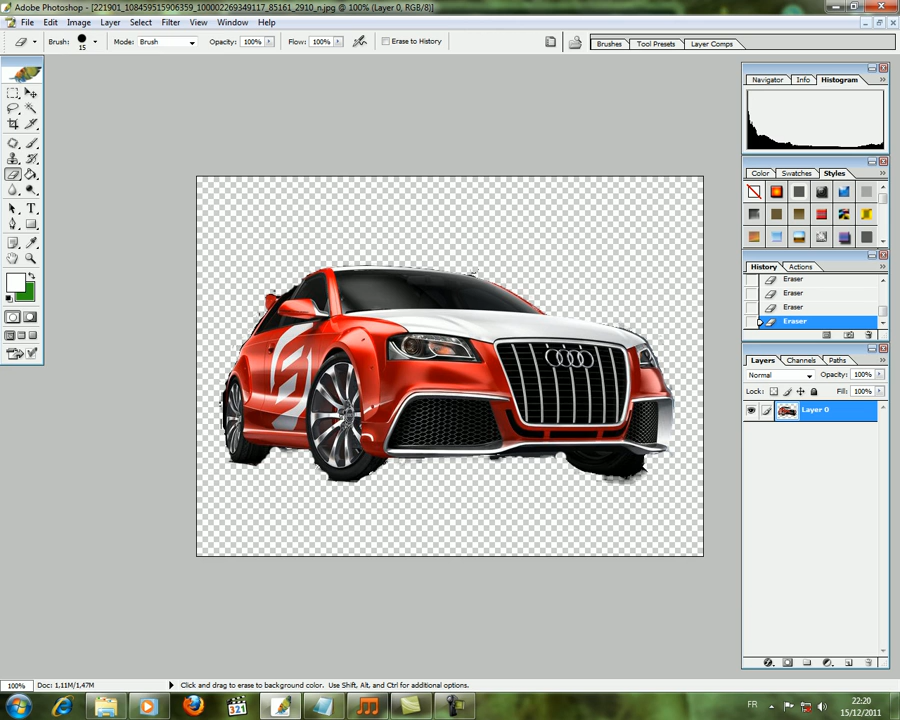 Adobe Photoshop - [221901_108459515906359_100002269349117_85161_2910_n.jpg @ 100% (Layer 0, RGB/8)]
File Edit Image Layer Select Filter View Window Help
Brush: 15 Mode: Brush Opacity: 100% Flow: 100% Erase to History Brushes Tool Presets Layer Comps
Navigator Info Histogram
Color Swatches Styles
History Actions
Eraser
Eraser
Eraser
Eraser
Layers Channels Paths
Normal Opacity: 100%
Lock: Fill: 100%
Layer 0
T
100% Doc: 1.11M/1.47M Click and drag to erase to background color. Use Shift, Alt, and Ctrl for additional options.
321
FR 22:20
15/12/2011